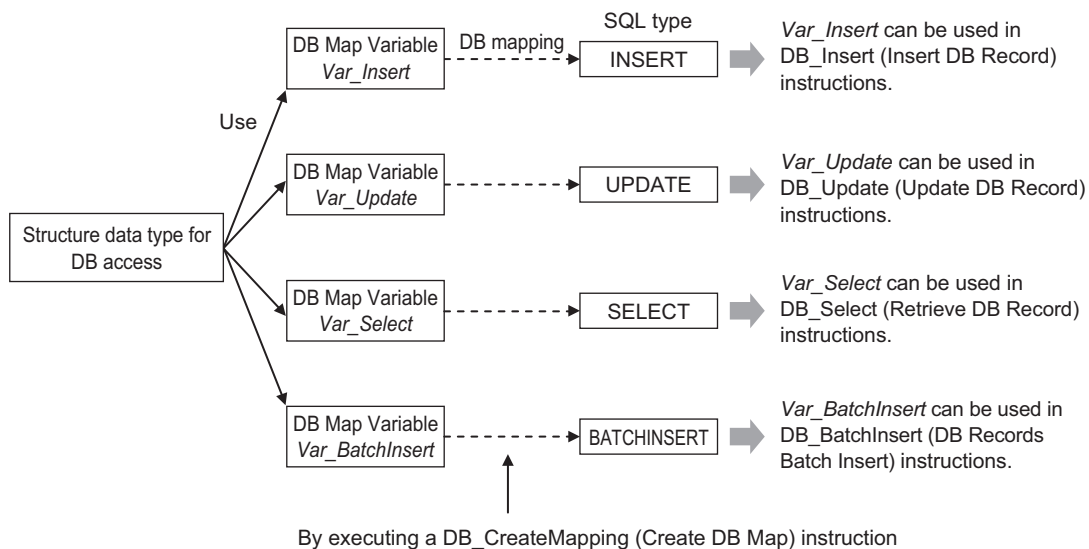 SQL type
DB Map Variable
Var_Insert
DB mapping
INSERT
Var_Insert can be used in
DB_Insert (Insert DB Record)
instructions.
Use
DB Map Variable
Var_Update
UPDATE
Var_Update can be used in
DB_Update (Update DB Record)
instructions.
Structure data type for
DB access
DB Map Variable
Var_Select
SELECT
Var_Select can be used in
DB_Select (Retrieve DB Record)
instructions.
DB Map Variable
Var_BatchInsert
BATCHINSERT
Var_BatchInsert can be used in
DB_BatchInsert (DB Records
Batch Insert) instructions.
By executing a DB_CreateMapping (Create DB Map) instruction